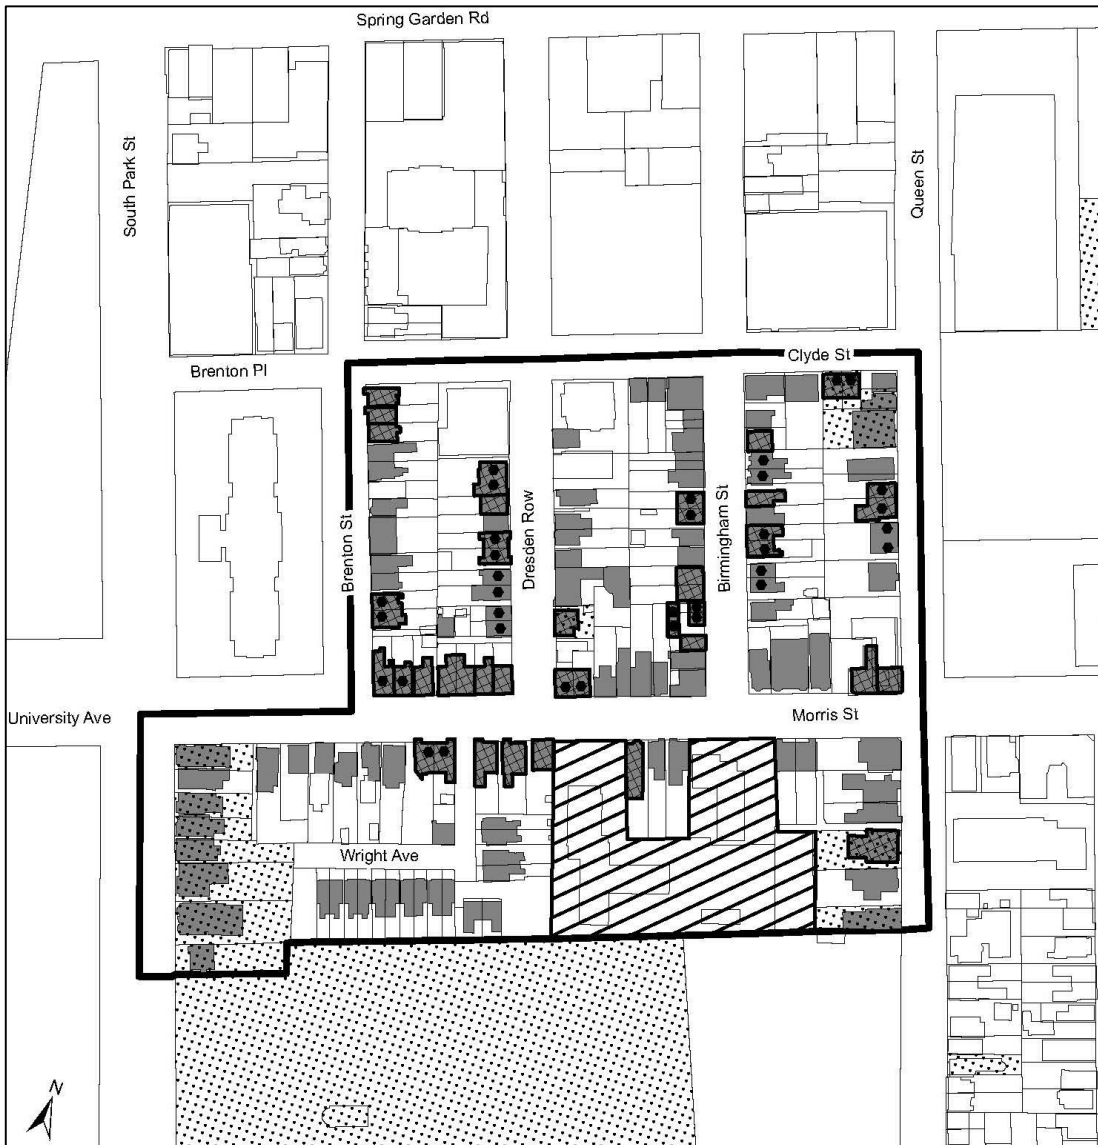 Spring Garden Rd
South Park St
Queen St
Clyde St
Brenton Pl
Brenton St
Dresden Row
Birmingham St
University Ave
Morris St
Wright Ave
N